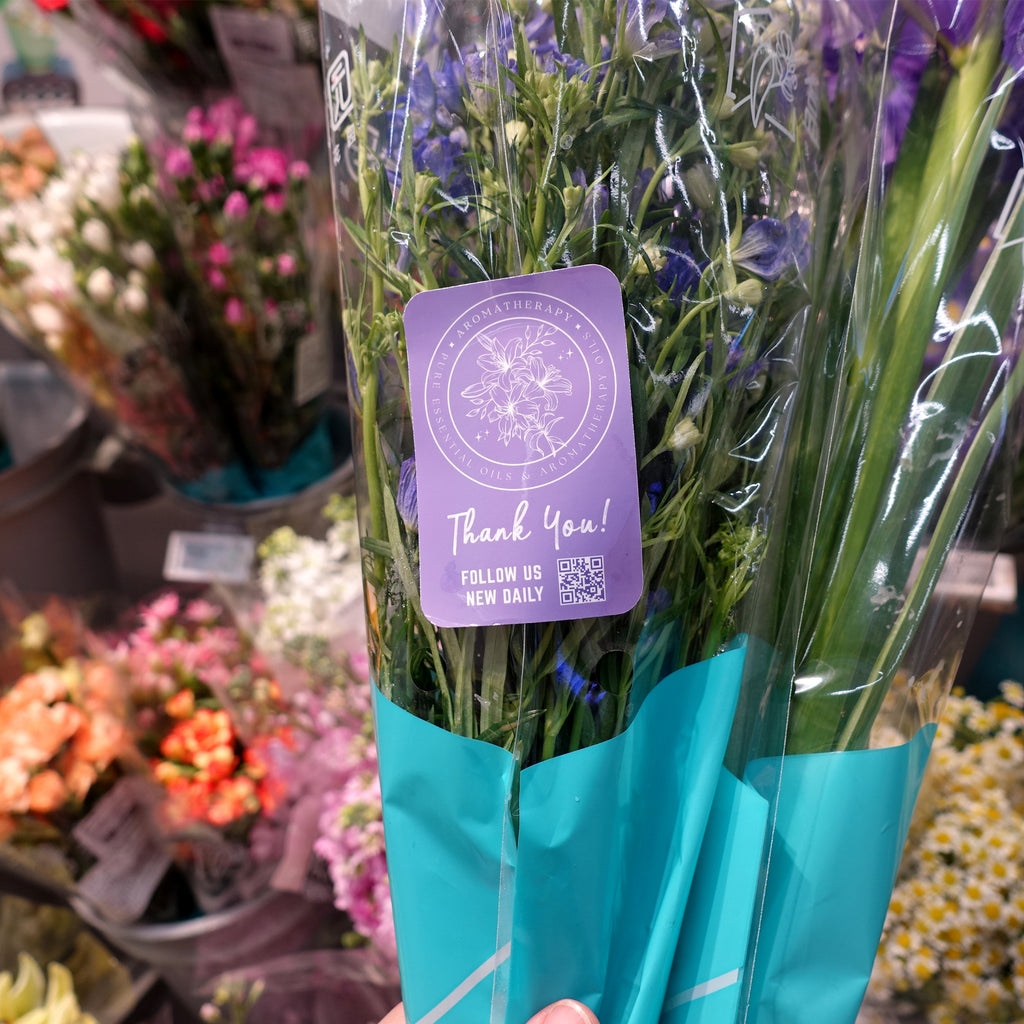 AROMATHERAPY • OILS
PURE ESSENTIAL OILS & AROMATHERAPY
Thank You!
FOLLOW US
NEW DAILY